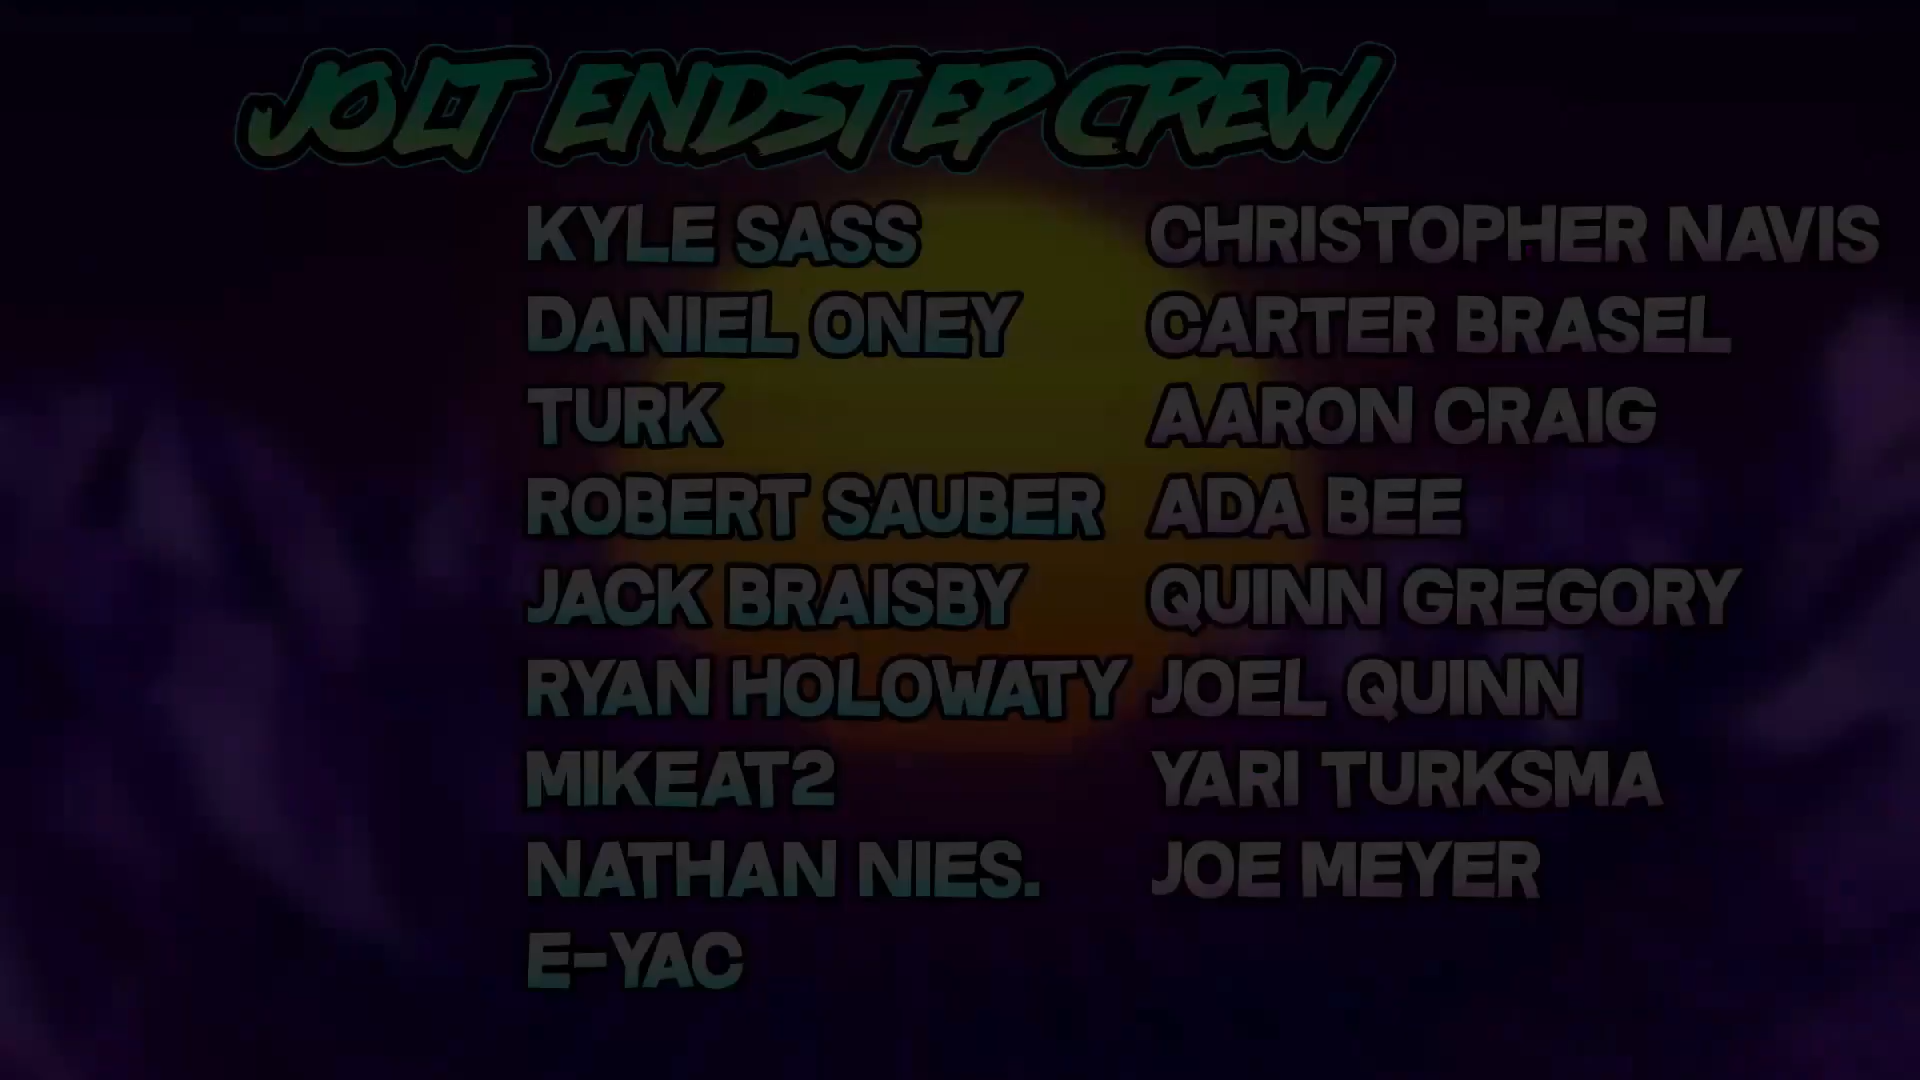 JOLT ENDSTEP CREW
KYLE SASS
DANIEL ONEY
TURK
ROBERT SAUBER
JACK BRAISBY
RYAN HOLOWATY
MIKEAT2
NATHAN NIES.
E-YAC
CHRISTOPHER NAVIS
CARTER BRASEL
AARON CRAIG
ADA BEE
QUINN GREGORY
JOEL QUINN
YARI TURKSMA
JOE MEYER